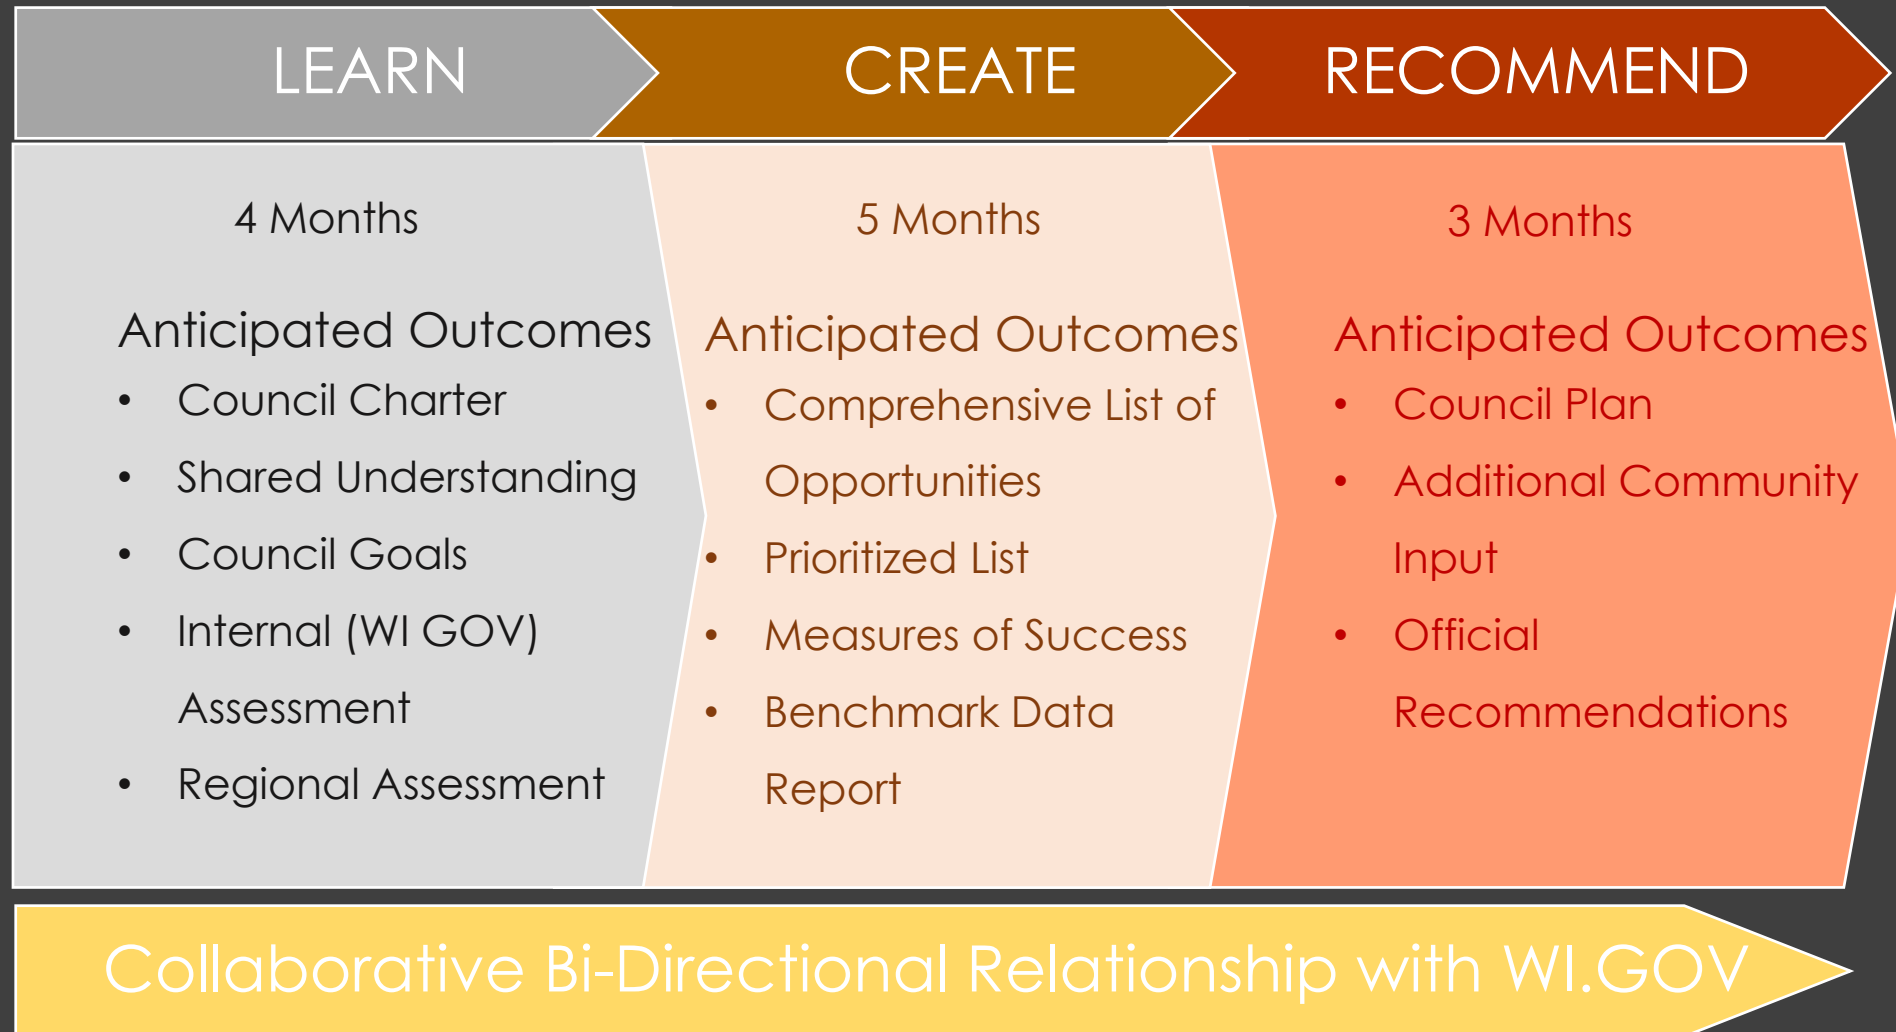 LEARN
CREATE
RECOMMEND
4 Months
Anticipated Outcomes
• Council Charter
• Shared Understanding
• Council Goals
• Internal (WI GOV)
Assessment
• Regional Assessment
5 Months
Anticipated Outcomes
• Comprehensive List of
Opportunities
• Prioritized List
• Measures of Success
• Benchmark Data
Report
3 Months
Anticipated Outcomes
• Council Plan
• Additional Community
Input
• Official
Recommendations
Collaborative Bi-Directional Relationship with WI.GOV